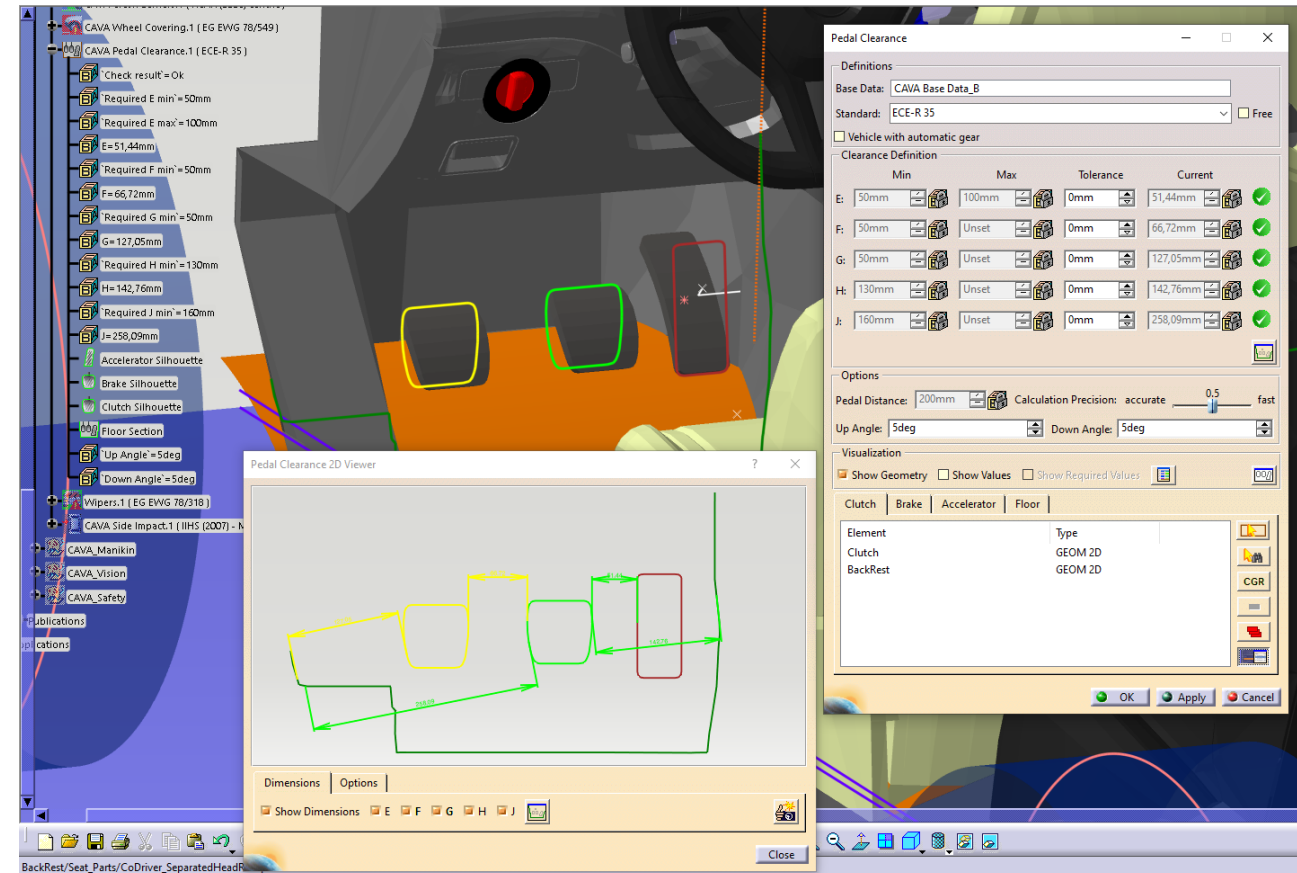 CAVA Wheel Covering.1 ( EG EWG 78/549 )
CAVA Pedal Clearance.1 ( ECE-R 35 )
`Check result`=Ok
`Required E min`=50mm
`Required E max`=100mm
E=51,44mm
`Required F min`=50mm
F=66,72mm
`Required G min`=50mm
G=127,05mm
`Required H min`=130mm
H=142,76mm
`Required J min`=160mm
J=258,09mm
Accelerator Silhouette
Brake Silhouette
Clutch Silhouette
Floor Section
`Up Angle`=5deg
`Down Angle`=5deg
Wipers.1 ( EG EWG 78/318 )
CAVA Side Impact.1 ( IIHS (2007) - N
CAVA_Manikin
CAVA_Vision
CAVA_Safety
Publications
plications
Pedal Clearance
Definitions
Base Data: CAVA Base Data_B
Standard: ECE-R 35 Free
Vehicle with automatic gear
Clearance Definition
Min Max Tolerance Current
E: 50mm 100mm 0mm 51,44mm
F: 50mm Unset 0mm 66,72mm
G: 50mm Unset 0mm 127,05mm
H: 130mm Unset 0mm 142,76mm
J: 160mm Unset 0mm 258,09mm
Options
Pedal Distance: 200mm Calculation Precision: accurate 0.5 fast
Up Angle: 5deg Down Angle: 5deg
Visualization
Show Geometry Show Values Show Required Values
Clutch Brake Accelerator Floor
Element Type
Clutch GEOM 2D
BackRest GEOM 2D
CGR
OK Apply Cancel
Pedal Clearance 2D Viewer ?
142,76
258,09
Dimensions Options
Show Dimensions E F G H J
Close